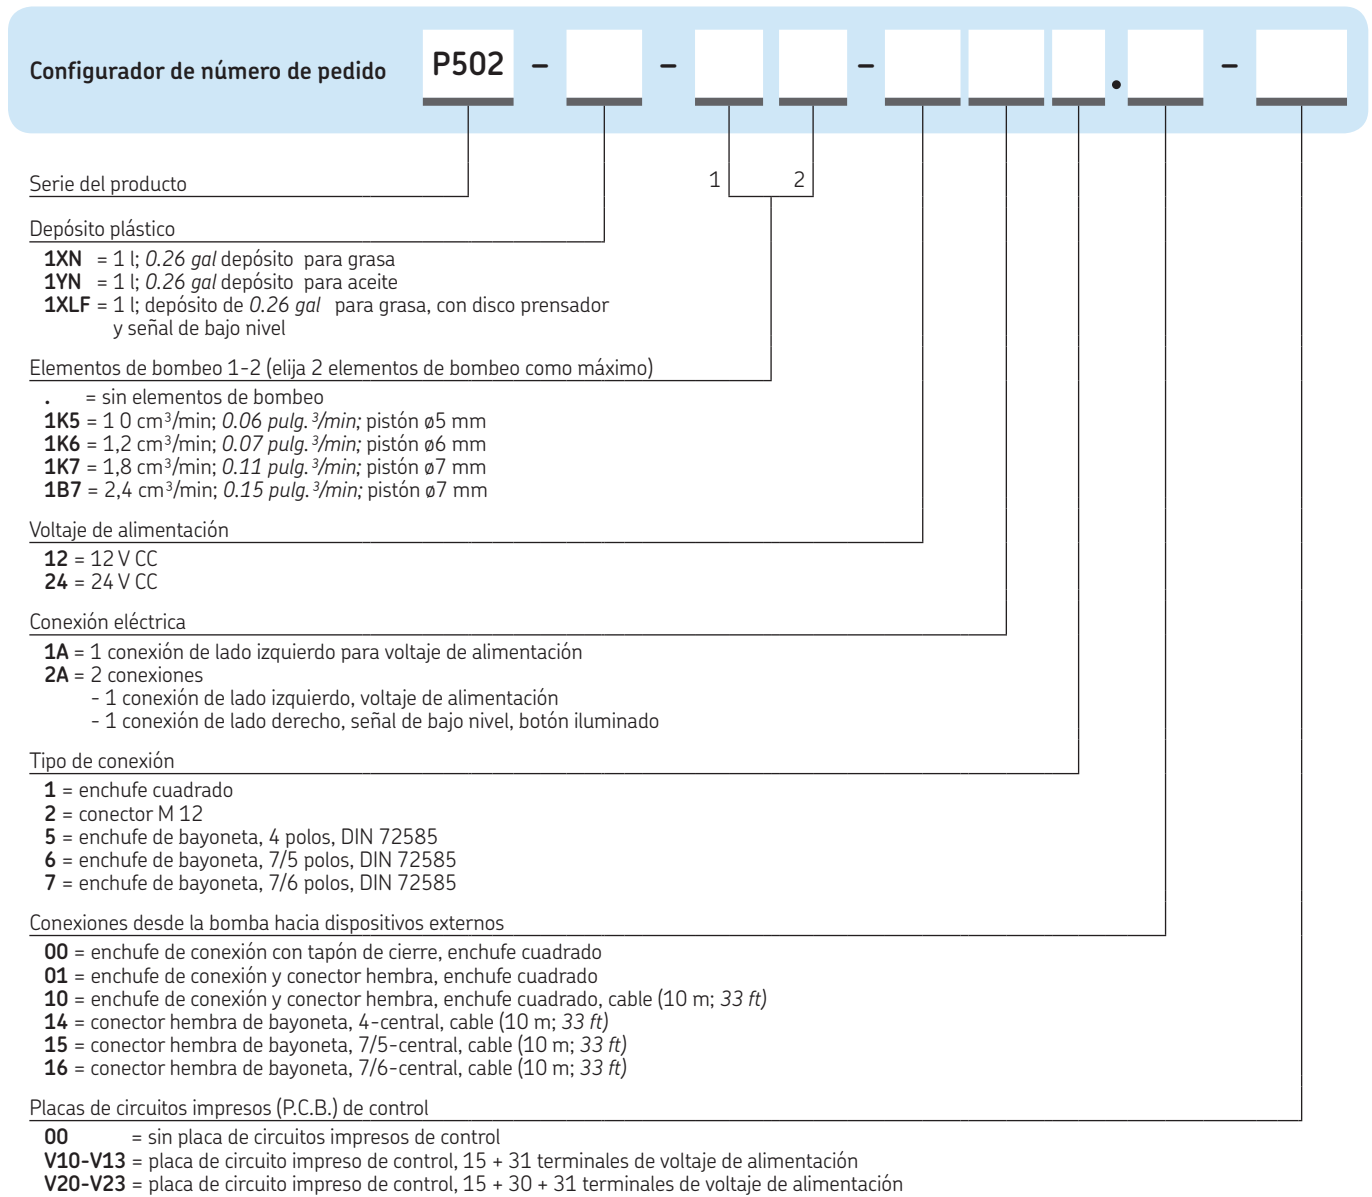 Configurador de número de pedido P502 – – – . –
Serie del producto 1 2
Depósito plástico
1XN = 1 l; 0.26 gal depósito para grasa
1YN = 1 l; 0.26 gal depósito para aceite
1XLF = 1 l; depósito de 0.26 gal para grasa, con disco prensador
y señal de bajo nivel
Elementos de bombeo 1-2 (elija 2 elementos de bombeo como máximo)
. = sin elementos de bombeo
1K5 = 1 0 cm³/min; 0.06 pulg.³/min; pistón ø5 mm
1K6 = 1,2 cm³/min; 0.07 pulg.³/min; pistón ø6 mm
1K7 = 1,8 cm³/min; 0.11 pulg.³/min; pistón ø7 mm
1B7 = 2,4 cm³/min; 0.15 pulg.³/min; pistón ø7 mm
Voltaje de alimentación
12 = 12 V CC
24 = 24 V CC
Conexión eléctrica
1A = 1 conexión de lado izquierdo para voltaje de alimentación
2A = 2 conexiones
- 1 conexión de lado izquierdo, voltaje de alimentación
- 1 conexión de lado derecho, señal de bajo nivel, botón iluminado
Tipo de conexión
1 = enchufe cuadrado
2 = conector M 12
5 = enchufe de bayoneta, 4 polos, DIN 72585
6 = enchufe de bayoneta, 7/5 polos, DIN 72585
7 = enchufe de bayoneta, 7/6 polos, DIN 72585
Conexiones desde la bomba hacia dispositivos externos
00 = enchufe de conexión con tapón de cierre, enchufe cuadrado
01 = enchufe de conexión y conector hembra, enchufe cuadrado
10 = enchufe de conexión y conector hembra, enchufe cuadrado, cable (10 m; 33 ft)
14 = conector hembra de bayoneta, 4-central, cable (10 m; 33 ft)
15 = conector hembra de bayoneta, 7/5-central, cable (10 m; 33 ft)
16 = conector hembra de bayoneta, 7/6-central, cable (10 m; 33 ft)
Placas de circuitos impresos (P.C.B.) de control
00 = sin placa de circuitos impresos de control
V10-V13 = placa de circuito impreso de control, 15 + 31 terminales de voltaje de alimentación
V20-V23 = placa de circuito impreso de control, 15 + 30 + 31 terminales de voltaje de alimentación